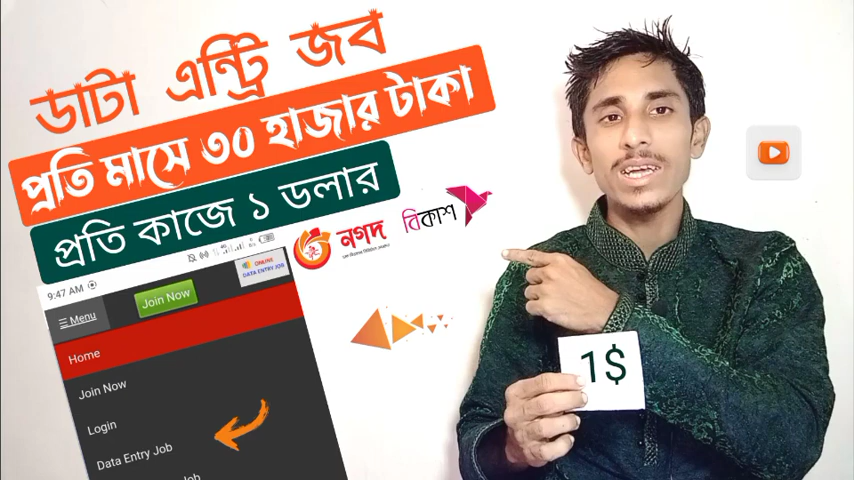 ডাটা এন্ট্রি জব
প্রতি মাসে ৩০ হাজার টাকা
প্রতি কাজে ১ ডলার
নগদ
বিকাশ
9:47 AM
ONLINE
DATA ENTRY JOB
Menu
Join Now
Home
Join Now
Login
Data Entry Job
1$